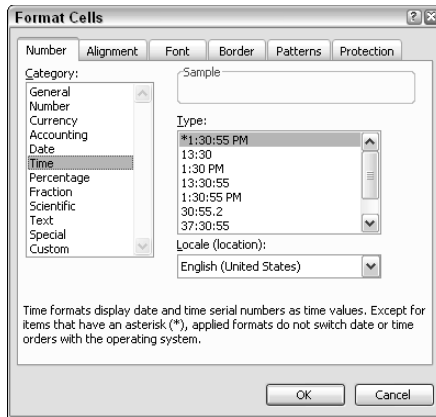 Format Cells
Number Alignment Font Border Patterns Protection
Category:
General
Number
Currency
Accounting
Date
Time
Percentage
Fraction
Scientific
Text
Special
Custom
Sample
Type:
*1:30:55 PM
13:30
1:30 PM
13:30:55
1:30:55 PM
30:55.2
37:30:55
Locale (location):
English (United States)
Time formats display date and time serial numbers as time values. Except for
items that have an asterisk (*), applied formats do not switch date or time
orders with the operating system.
OK Cancel